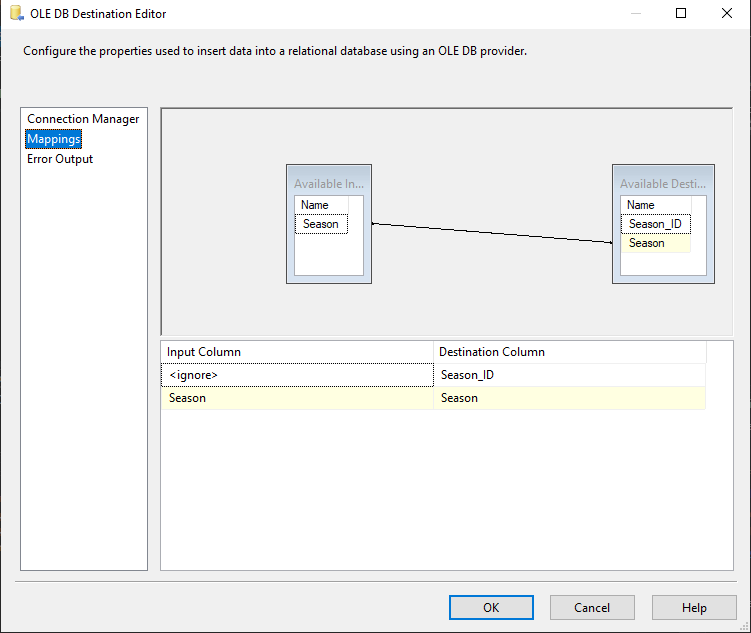 OLE DB Destination Editor
Configure the properties used to insert data into a relational database using an OLE DB provider.
Connection Manager
Mappings
Error Output
Available In...
Name
Season
Available Desti...
Name
Season_ID
Season
Input Column Destination Column
<ignore> Season_ID
Season Season
OK Cancel Help